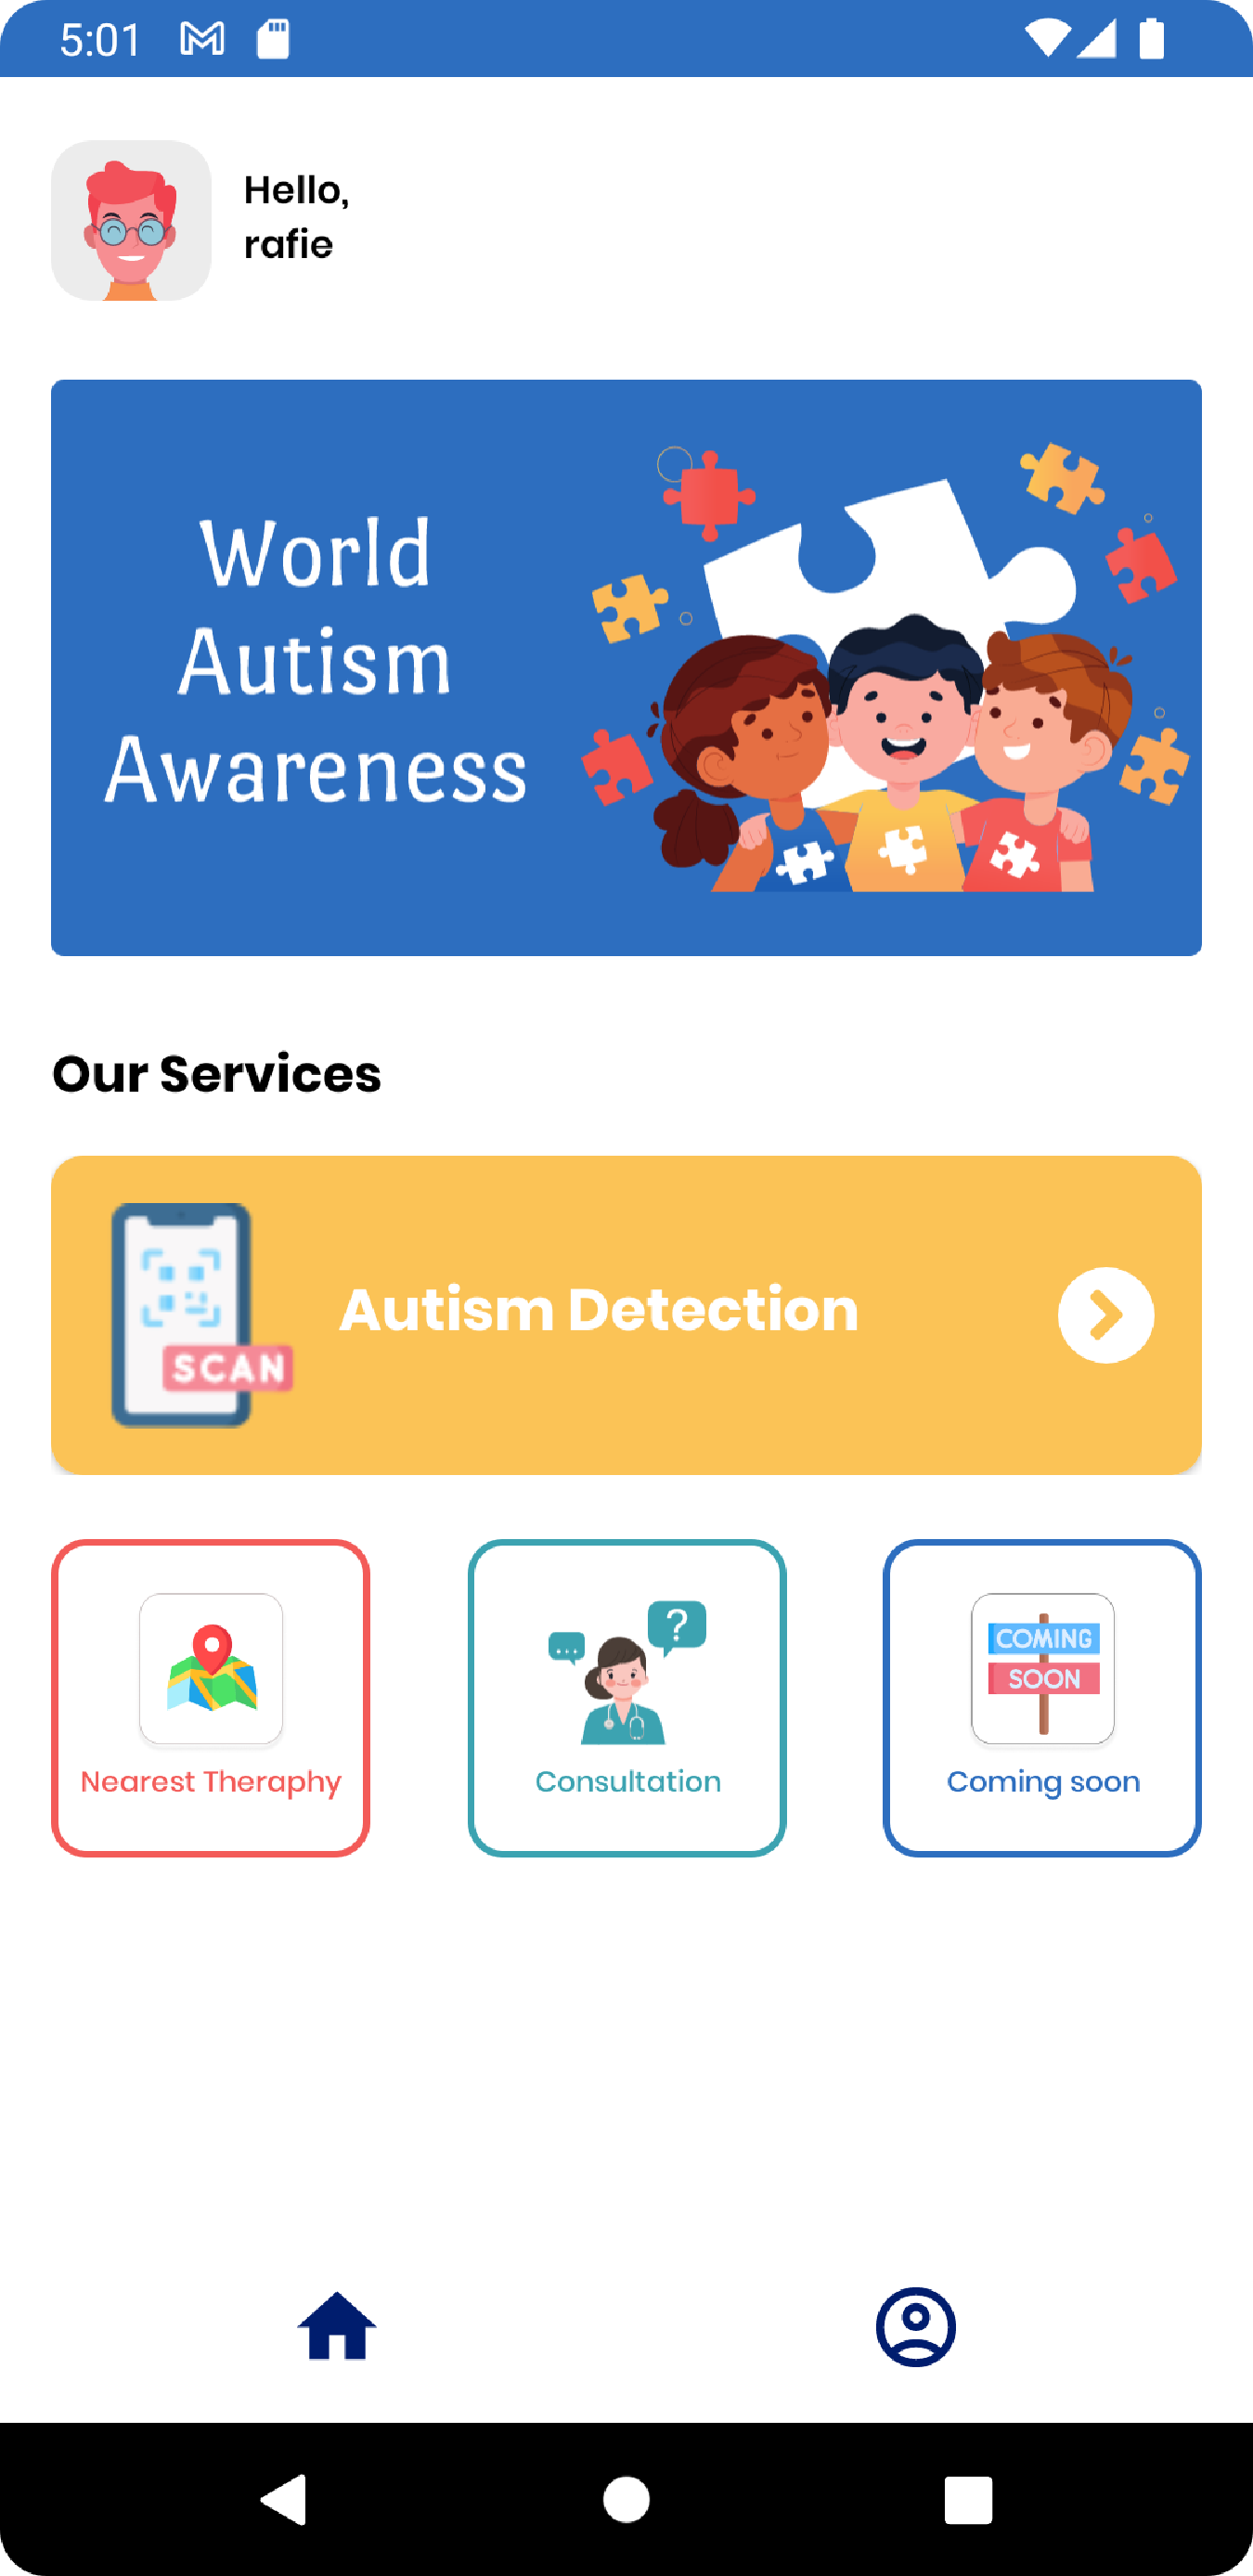 5:01
Hello,
rafie
World
Autism
Awareness
Our Services
Autism Detection
SCAN
?
COMING
SOON
Nearest Theraphy
Consultation
Coming soon